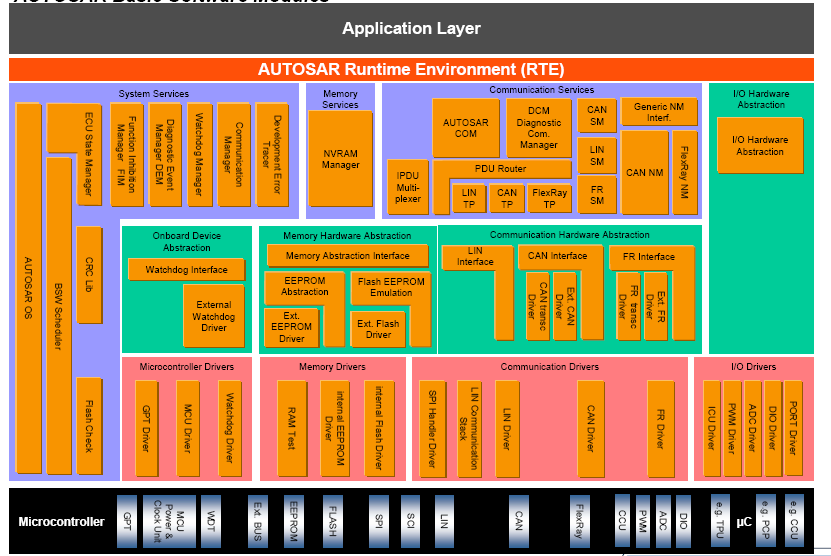 AUTOSAR Basic Software Modules
Application Layer
AUTOSAR Runtime Environment (RTE)
System Services
AUTOSAR OS
BSW Scheduler
ECU State Manager
Function Inhibition
Manager FIM
Diagnostic Event
Manager DEM
Watchdog Manager
Communication
Manager
Development Error
Tracer
CRC Lib
Flash Check
Memory
Services
NVRAM
Manager
Communication Services
AUTOSAR
COM
DCM
Diagnostic
Com.
Manager
CAN
SM
Generic NM
Interf.
IPDU
Multi-
plexer
PDU Router
LIN
TP
CAN
TP
FlexRay
TP
LIN
SM
FR
SM
CAN NM
FlexRay NM
I/O Hardware
Abstraction
I/O Hardware
Abstraction
Onboard Device
Abstraction
Watchdog Interface
External
Watchdog
Driver
Memory Hardware Abstraction
Memory Abstraction Interface
EEPROM
Abstraction
Flash EEPROM
Emulation
Ext.
EEPROM
Driver
Ext. Flash
Driver
Communication Hardware Abstraction
LIN
Interface
CAN Interface
CAN transc
Driver
Ext. CAN
Driver
FR Interface
FR transc
Driver
Ext. FR
Driver
Microcontroller Drivers
GPT Driver
MCU Driver
Watchdog Driver
Memory Drivers
RAM Test
internal EEPROM
Driver
internal Flash Driver
Communication Drivers
SPI Handler Driver
LIN Communication
Stack
LIN Driver
CAN Driver
FR Driver
I/O Drivers
ICU Driver
PWM Driver
ADC Driver
DIO Driver
PORT Driver
Microcontroller
GPT
MCU
Power &
Clock Unit
WDT
Ext. BUS
EEPROM
FLASH
SPI
SCI
LIN
CAN
FlexRay
CCU
PWM
ADC
DIO
e.g. TPU
µC
e.g. PCP
e.g. CCU